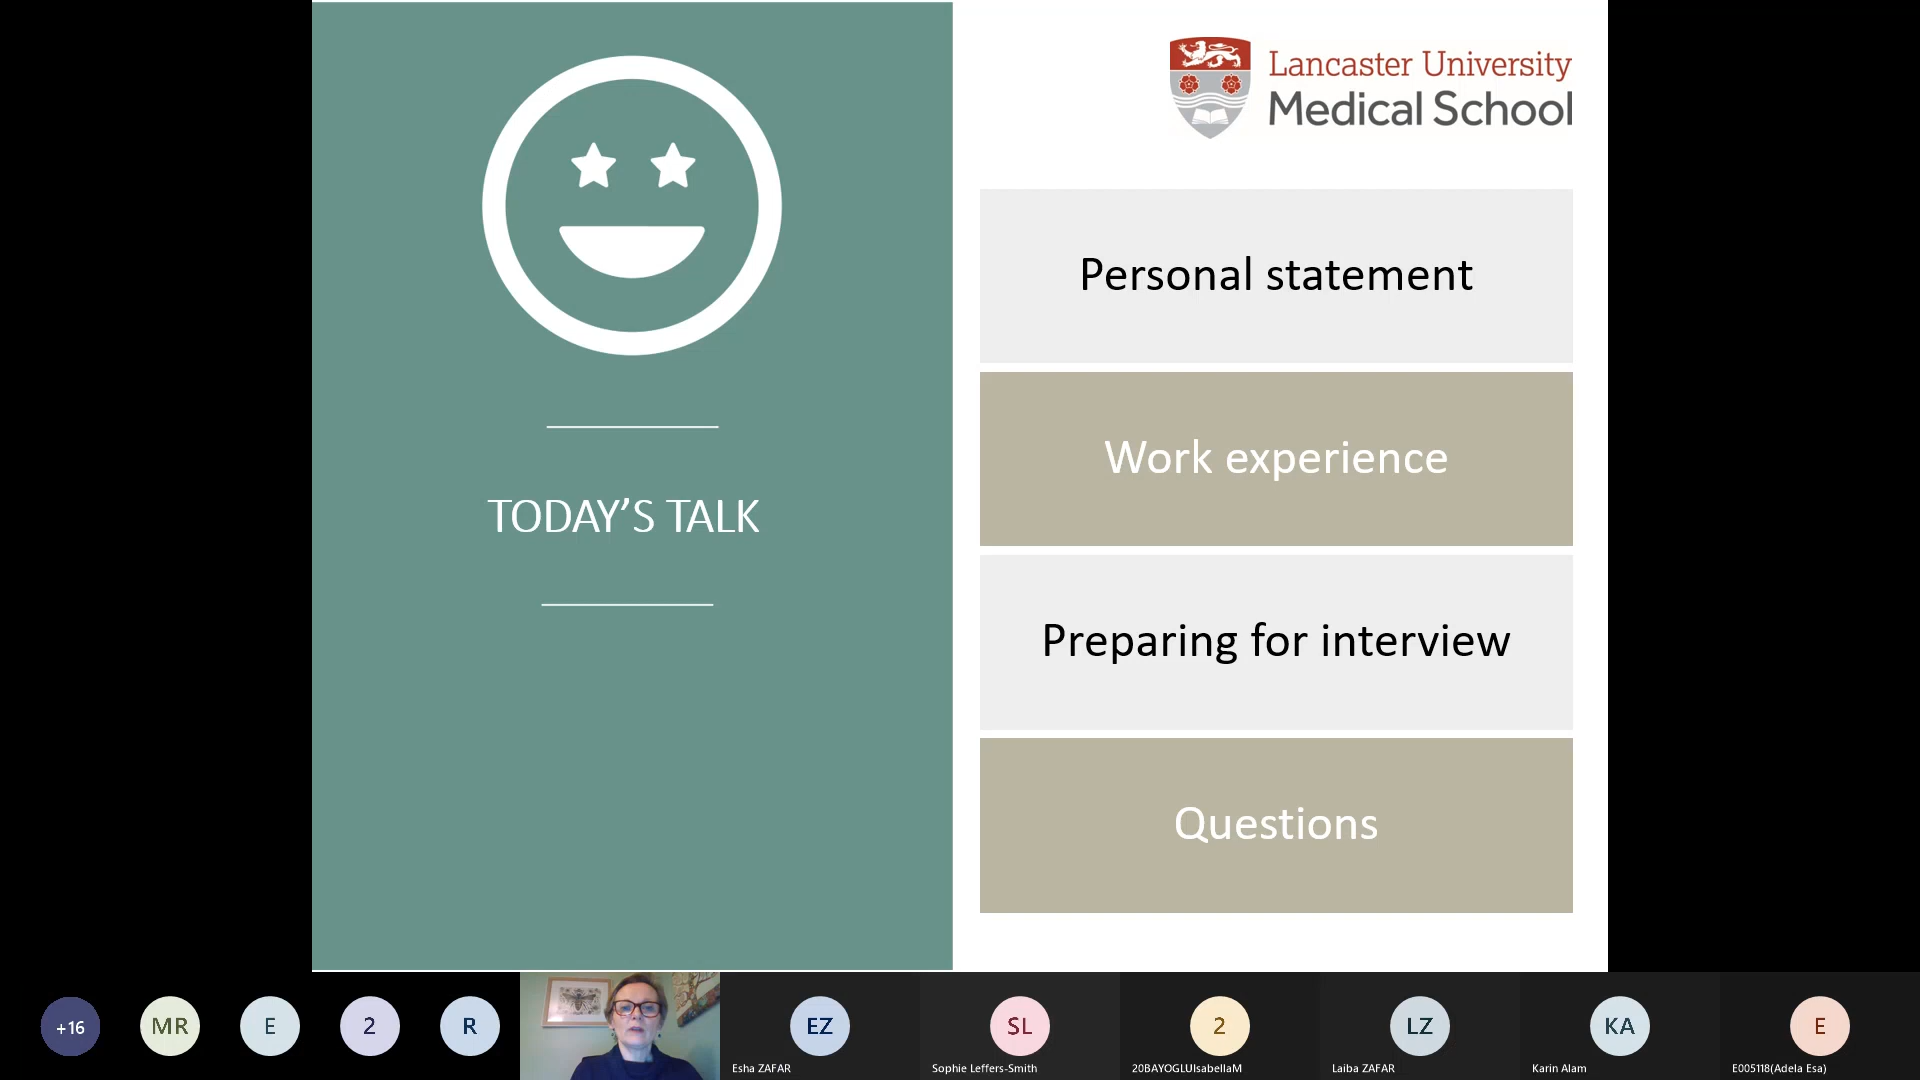 Lancaster University
Medical School
TODAY'S TALK
Personal statement
Work experience
Preparing for interview
Questions
+16
MR
E
2
R
EZ
Esha ZAFAR
SL
Sophie Leffers-Smith
2
20BAYOGLUIsabellaM
LZ
Laiba ZAFAR
KA
Karin Alam
E
E005118(Adela Esa)